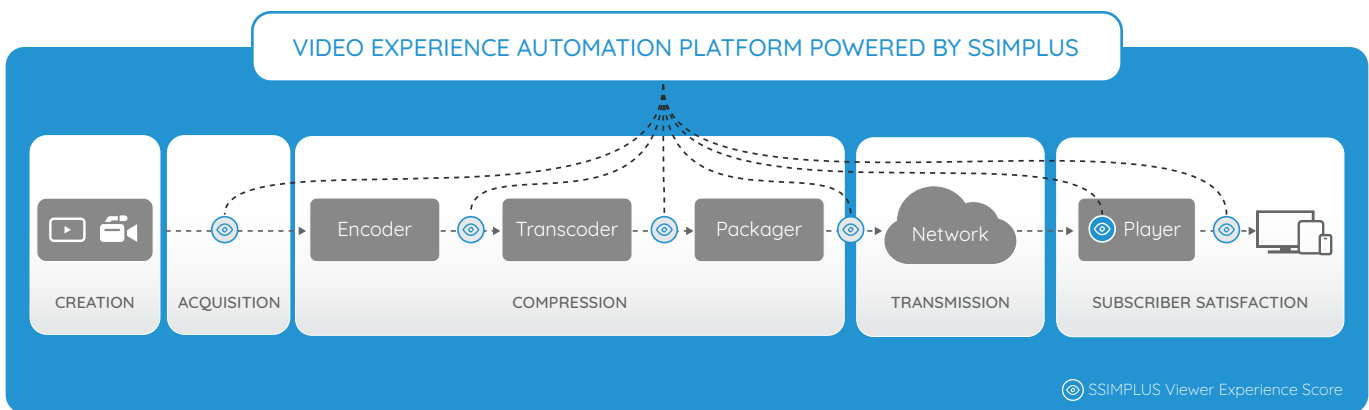 VIDEO EXPERIENCE AUTOMATION PLATFORM POWERED BY SSIMPLUS
Encoder
Transcoder
Packager
Network
Player
CREATION
ACQUISITION
COMPRESSION
TRANSMISSION
SUBSCRIBER SATISFACTION
SSIMPLUS Viewer Experience Score